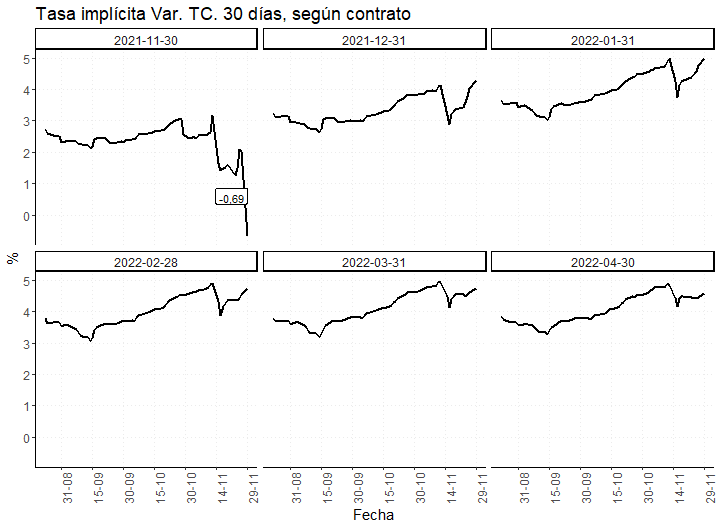 Tasa implícita Var. TC. 30 días, según contrato
2021-11-30 2021-12-31 2022-01-31
5
4
3
2
1
0
-0.69
%
2022-02-28 2022-03-31 2022-04-30
5
4
3
2
1
0
31-08 15-09 30-09 15-10 30-10 14-11 29-11 31-08 15-09 30-09 15-10 30-10 14-11 29-11 31-08 15-09 30-09 15-10 30-10 14-11 29-11
Fecha